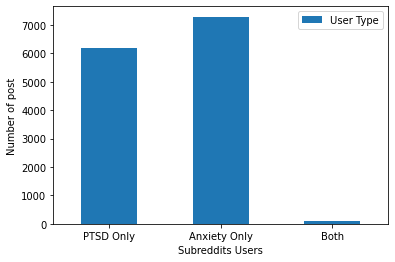 User Type
Number of post
7000
6000
5000
4000
3000
2000
1000
0
PTSD Only Anxiety Only Both
Subreddits Users